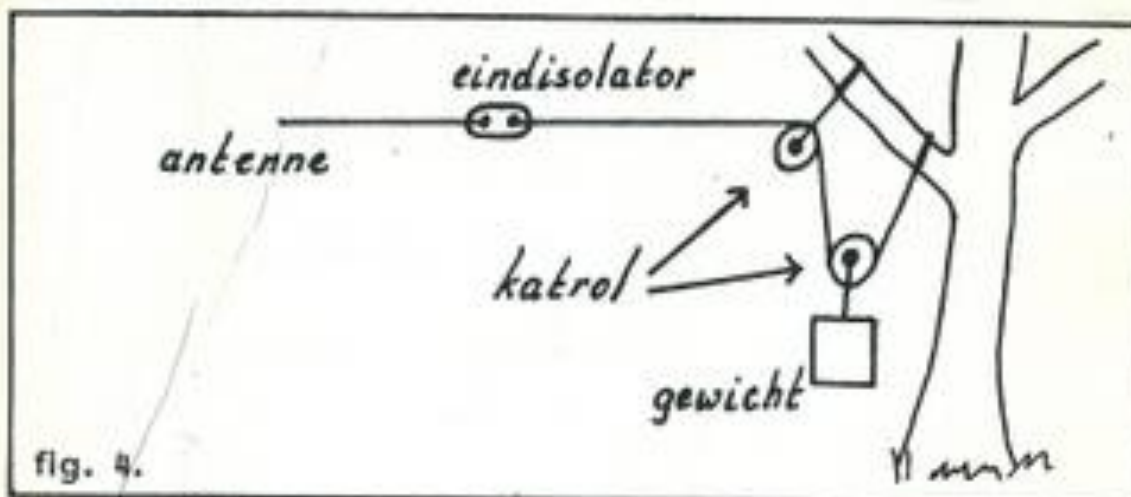 eindisolator
antenne
katrol
gewicht
fig. 4.